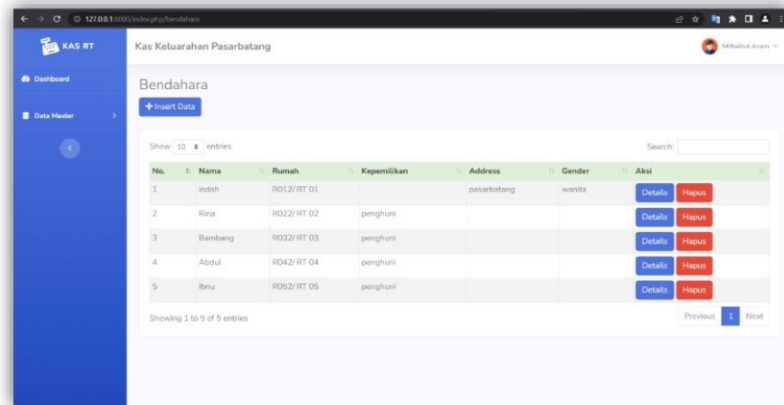 127.0.0.1:8000/index.php/bendahara
KAS RT
Kas Keluarahan Pasarbatang
Miftakhul Anam
Dashboard
Data Master
Bendahara
+ Insert Data
Show 10 entries
Search:
No. Nama Rumah Kepemilikan Address Gender Aksi
1 indah R012/ RT 01 pasarbatang wanita Details Hapus
2 Rina R022/ RT 02 penghuni Details Hapus
3 Bambang R032/ RT 03 penghuni Details Hapus
4 Abdul R042/ RT 04 penghuni Details Hapus
5 Ibnu R052/ RT 05 penghuni Details Hapus
Showing 1 to 5 of 5 entries
Previous 1 Next